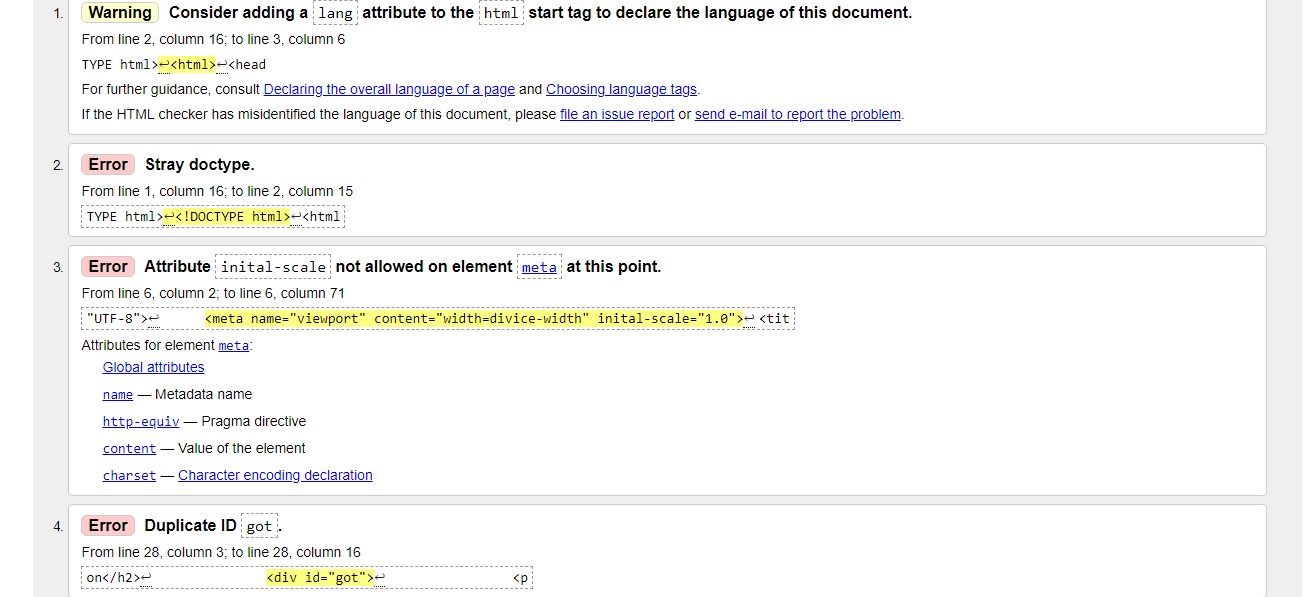 1. Warning Consider adding a lang attribute to the html start tag to declare the language of this document.
From line 2, column 16; to line 3, column 6
TYPE html>↩<html>↩<head
For further guidance, consult Declaring the overall language of a page and Choosing language tags.
If the HTML checker has misidentified the language of this document, please file an issue report or send e-mail to report the problem.
2. Error Stray doctype.
From line 1, column 16; to line 2, column 15
TYPE html>↩<!DOCTYPE html>↩<html
3. Error Attribute inital-scale not allowed on element meta at this point.
From line 6, column 2; to line 6, column 71
"UTF-8">↩ <meta name="viewport" content="width=divice-width" inital-scale="1.0">↩ <tit
Attributes for element meta:
Global attributes
name — Metadata name
http-equiv — Pragma directive
content — Value of the element
charset — Character encoding declaration
4. Error Duplicate ID got.
From line 28, column 3; to line 28, column 16
on</h2>↩ <div id="got">↩ <p